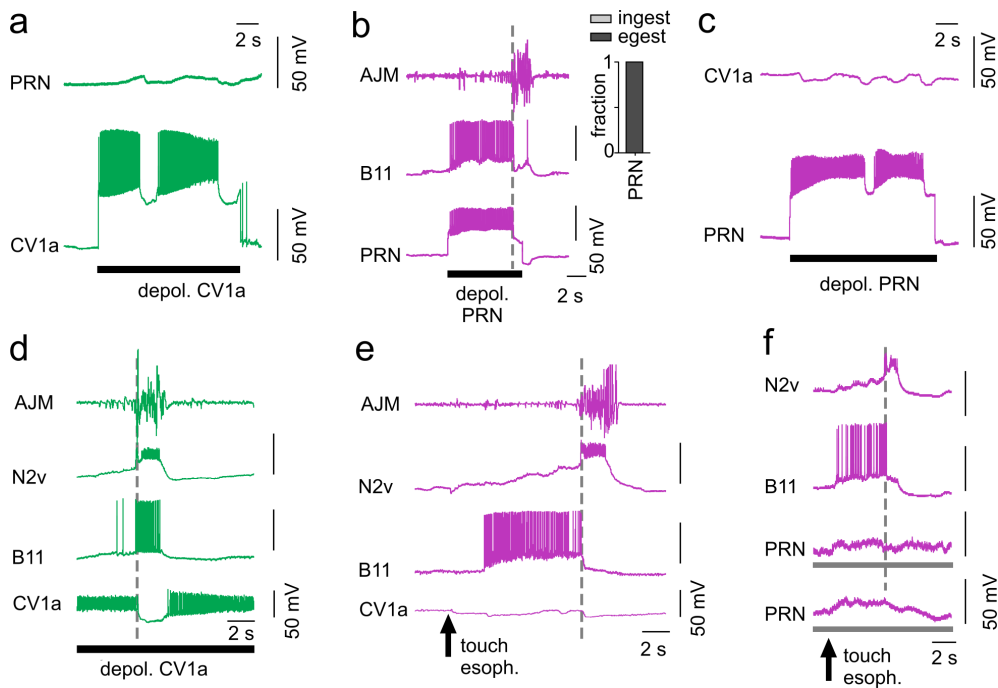 a
2 s
PRN
50 mV
CV1a
50 mV
depol. CV1a
b
ingest
egest
AJM
fraction
1
0
PRN
B11
PRN
50 mV
depol.
PRN
2 s
c
2 s
50 mV
CV1a
PRN
50 mV
depol. PRN
d
AJM
N2v
B11
CV1a
50 mV
2 s
depol. CV1a
e
AJM
N2v
B11
CV1a
50 mV
touch
esoph.
2 s
f
N2v
B11
PRN
PRN
50 mV
touch
esoph.
2 s